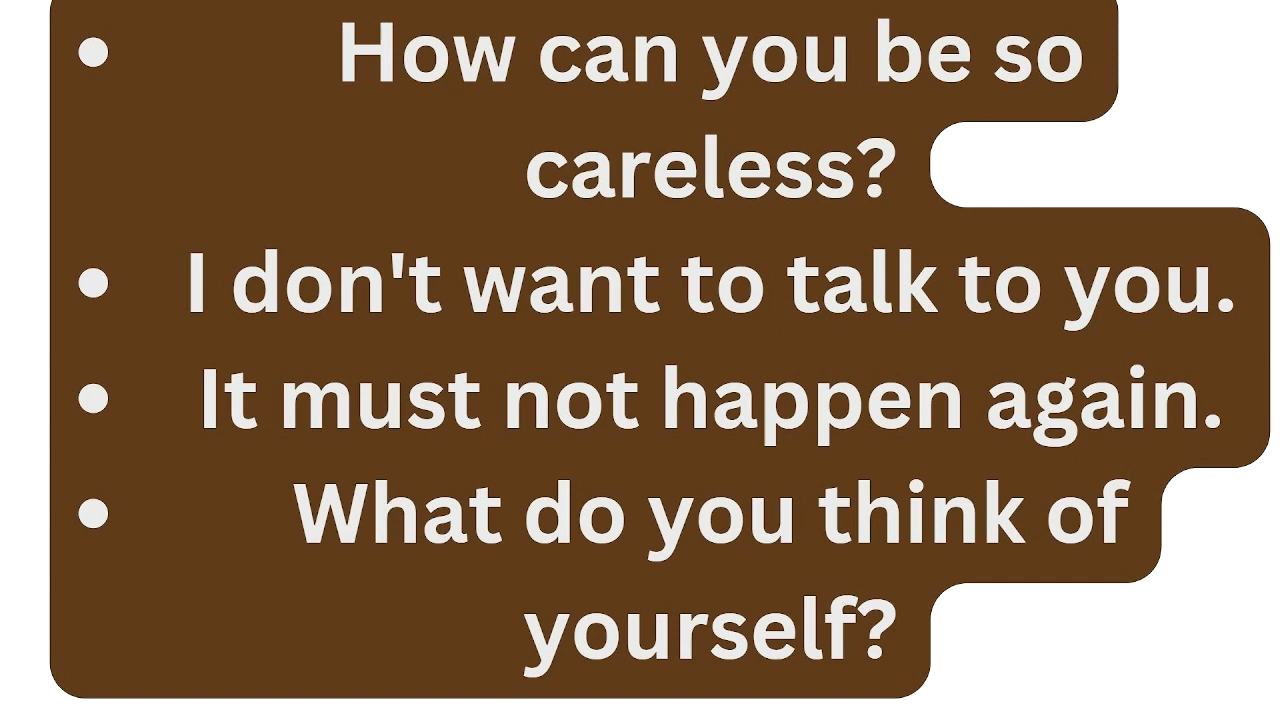 • How can you be so
careless?
• I don't want to talk to you.
• It must not happen again.
• What do you think of
yourself?